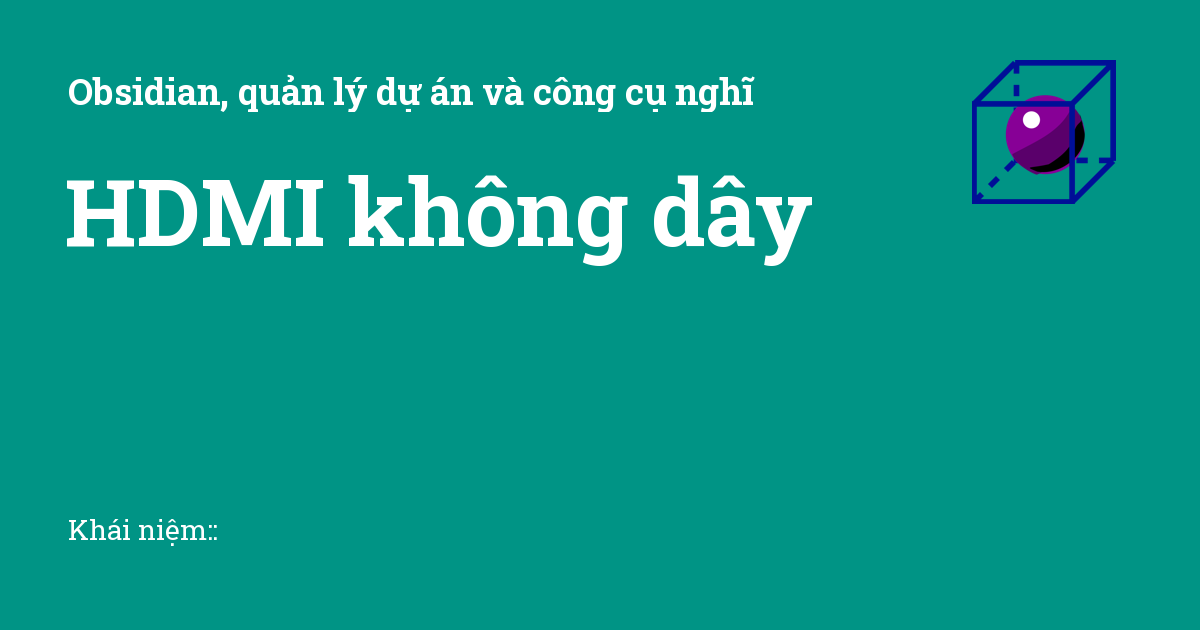 Obsidian, quản lý dự án và công cụ nghĩ
HDMI không dây
Khái niệm::